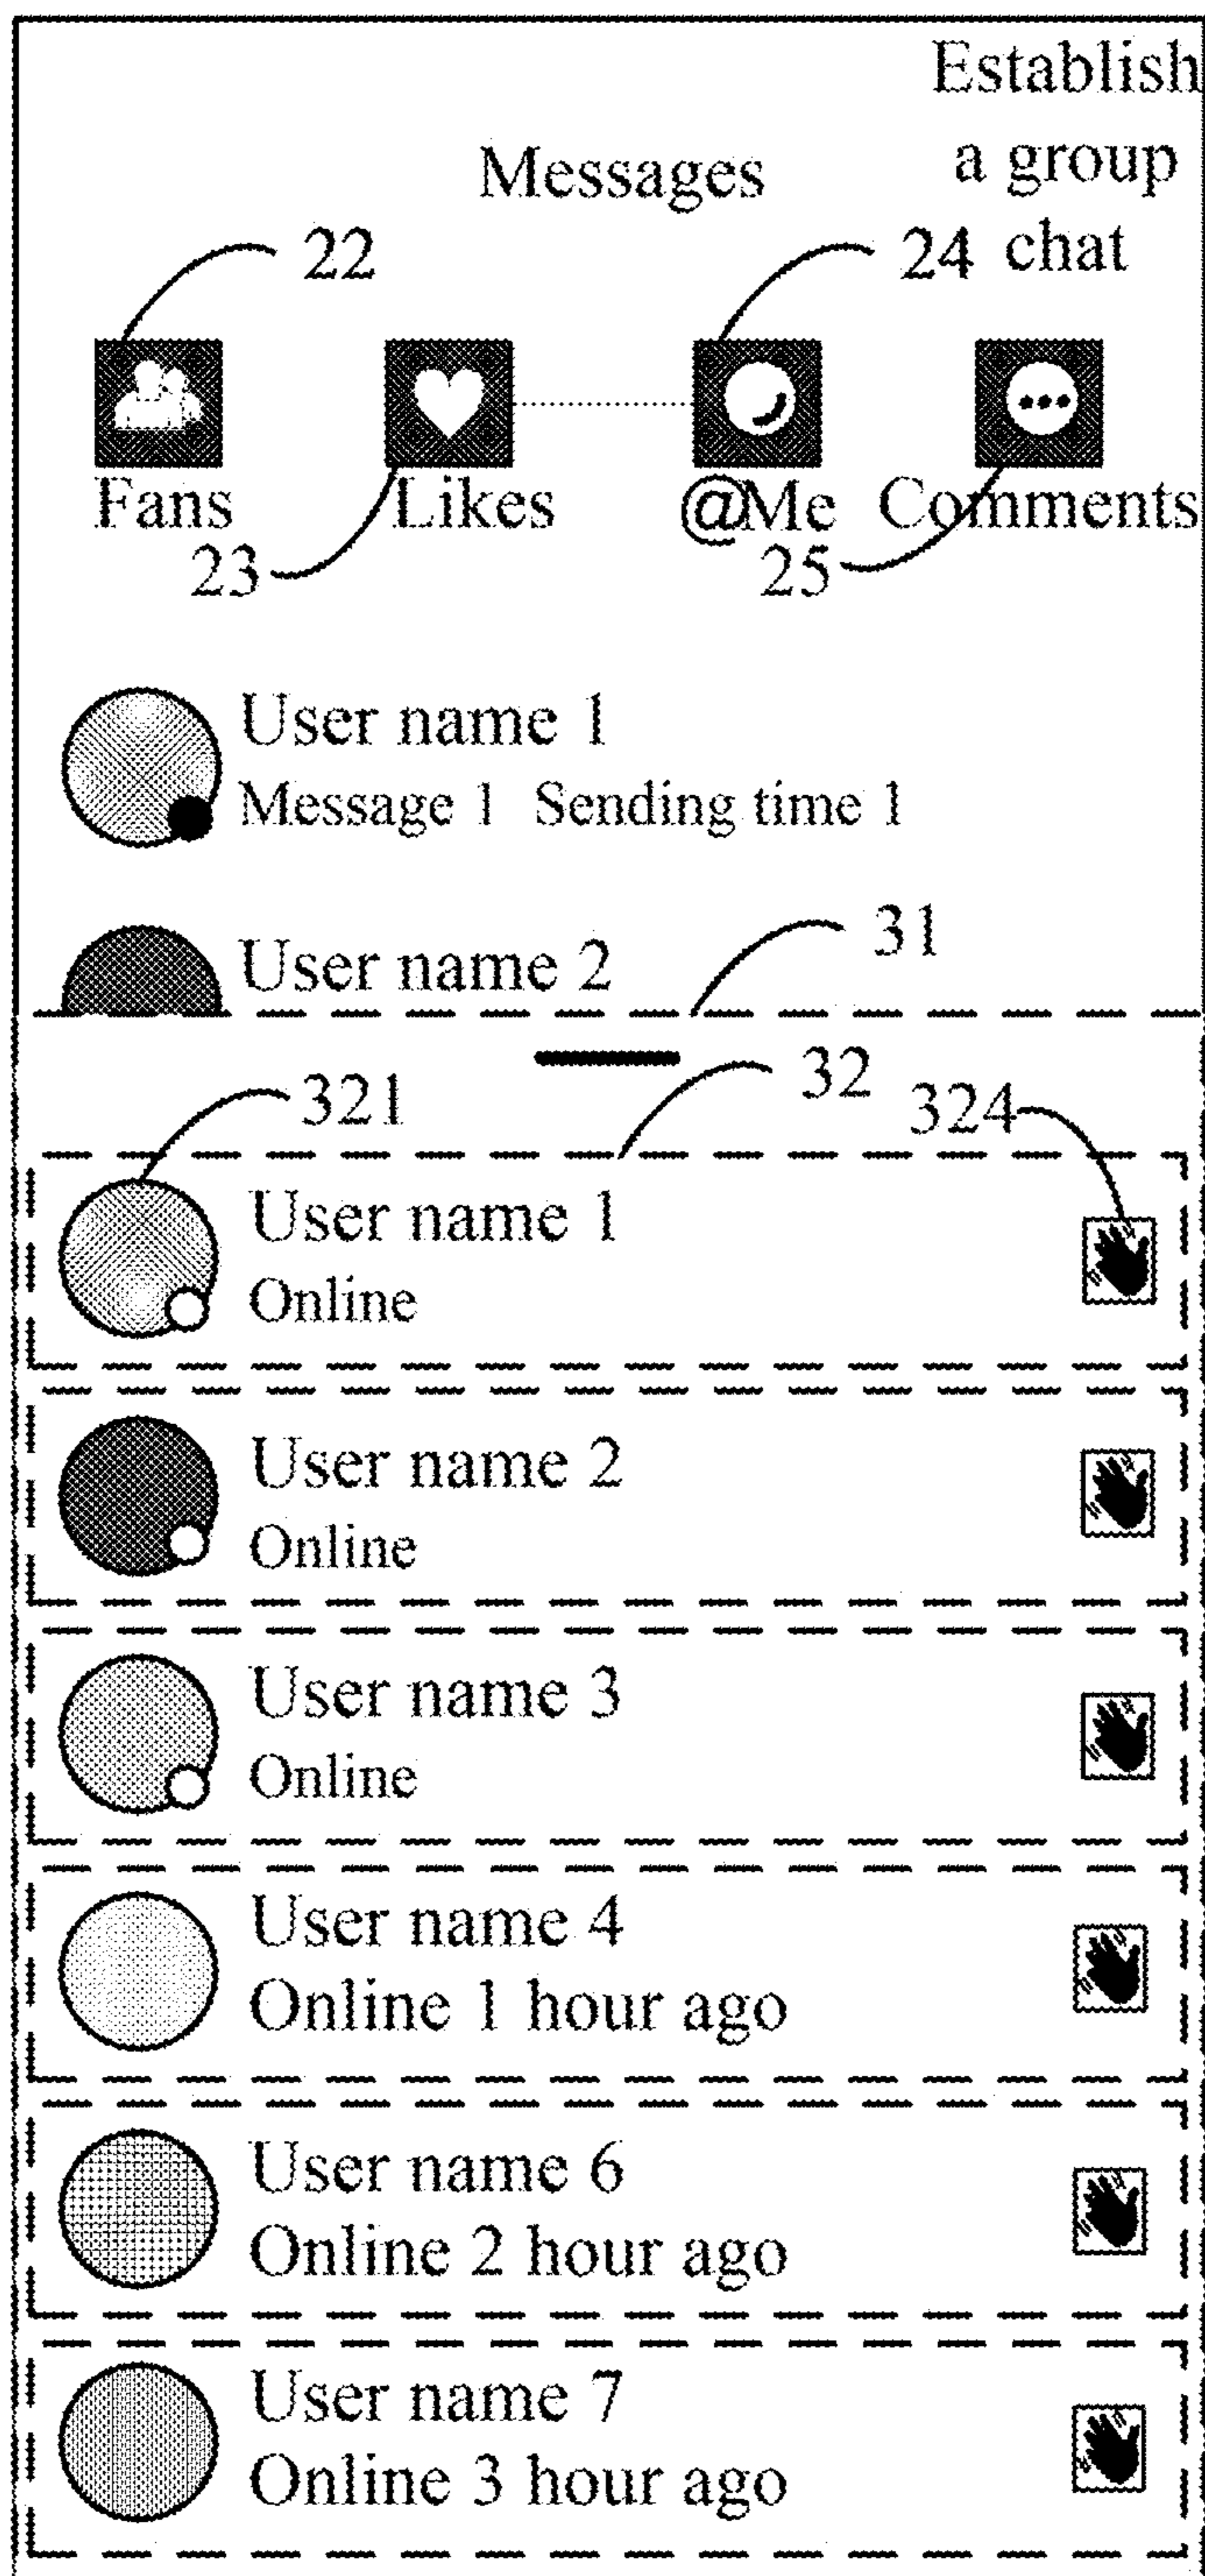 Establish
a group
chat
Messages
22
24
Fans
Likes
@Me
Comments
23
25
User name 1
Message 1 Sending time 1
User name 2
31
32
321
324
User name 1
Online
User name 2
Online
User name 3
Online
User name 4
Online 1 hour ago
User name 6
Online 2 hour ago
User name 7
Online 3 hour ago